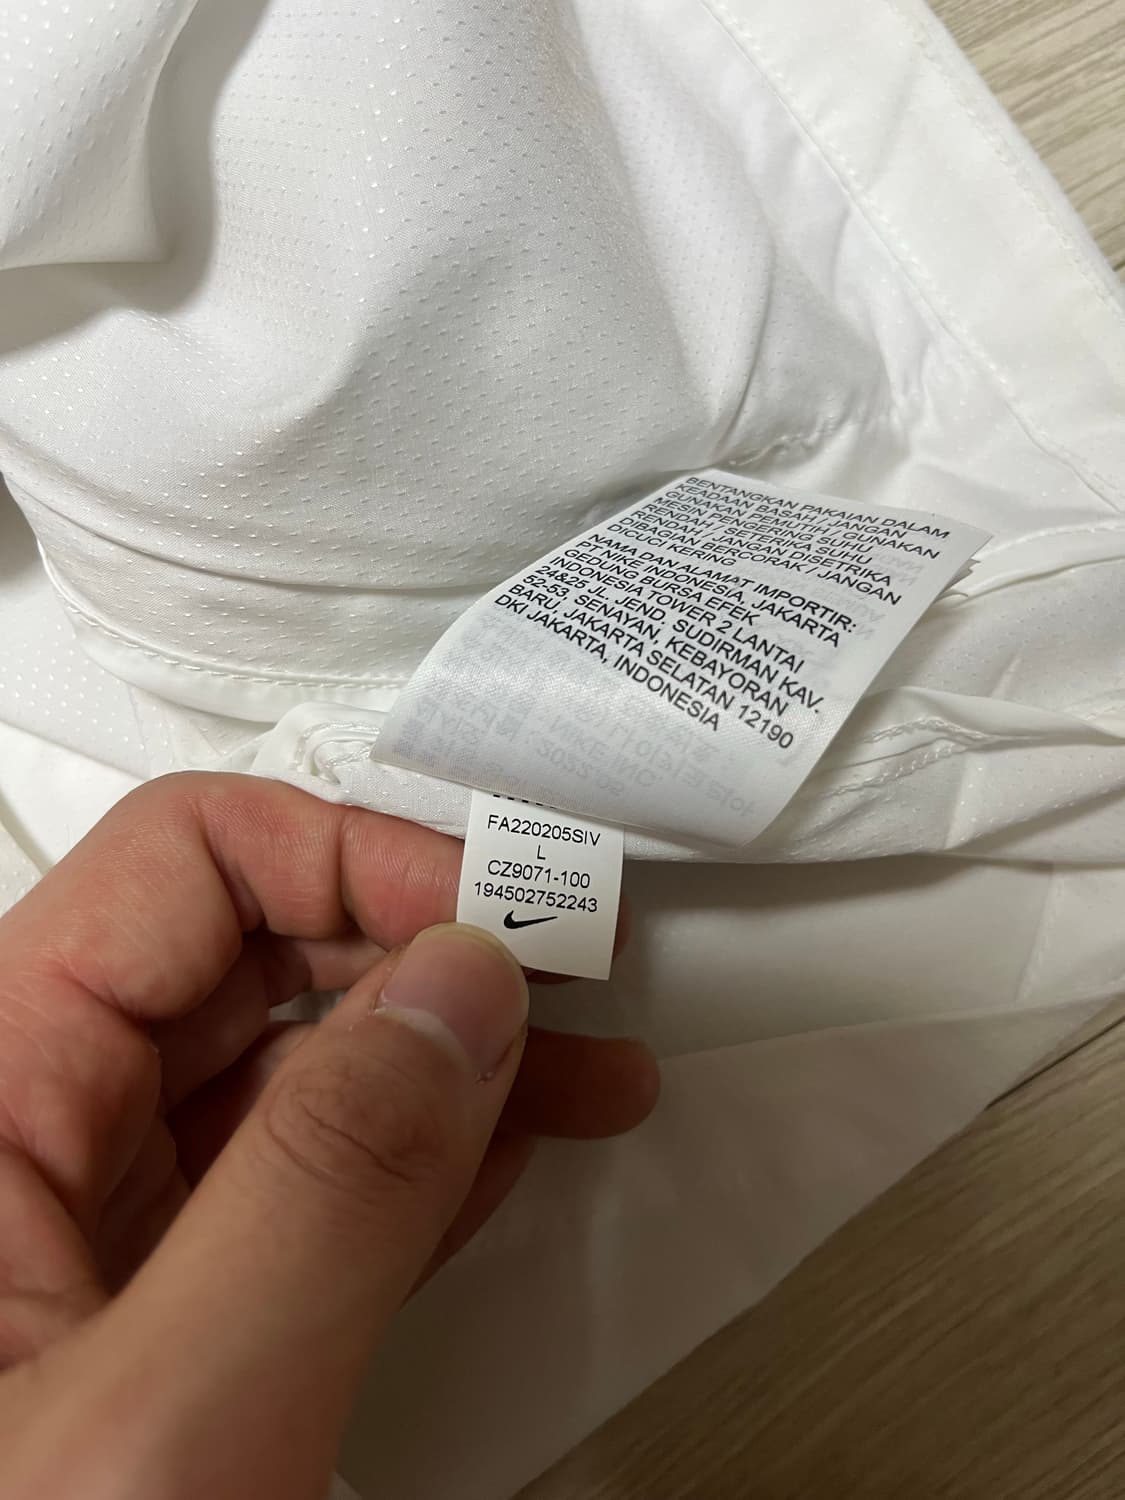 BENTANGKAN PAKAIAN DALAM
KEADAAN BASAH / JANGAN
GUNAKAN PEMUTIH / GUNAKAN
MESIN PENGERING SUHU
RENDAH / SETERIKA SUHU
RENDAH / JANGAN DISETRIKA
DIBAGIAN BERCORAK / JANGAN
DICUCI KERING
NAMA DAN ALAMAT IMPORTIR:
PT NIKE INDONESIA, JAKARTA
GEDUNG BURSA EFEK
INDONESIA TOWER 2 LANTAI
24&25 JL. JEND. SUDIRMAN KAV.
52-53, SENAYAN, KEBAYORAN
BARU, JAKARTA SELATAN 12190
DKI JAKARTA, INDONESIA
FA220205SIV
L
CZ9071-100
194502752243